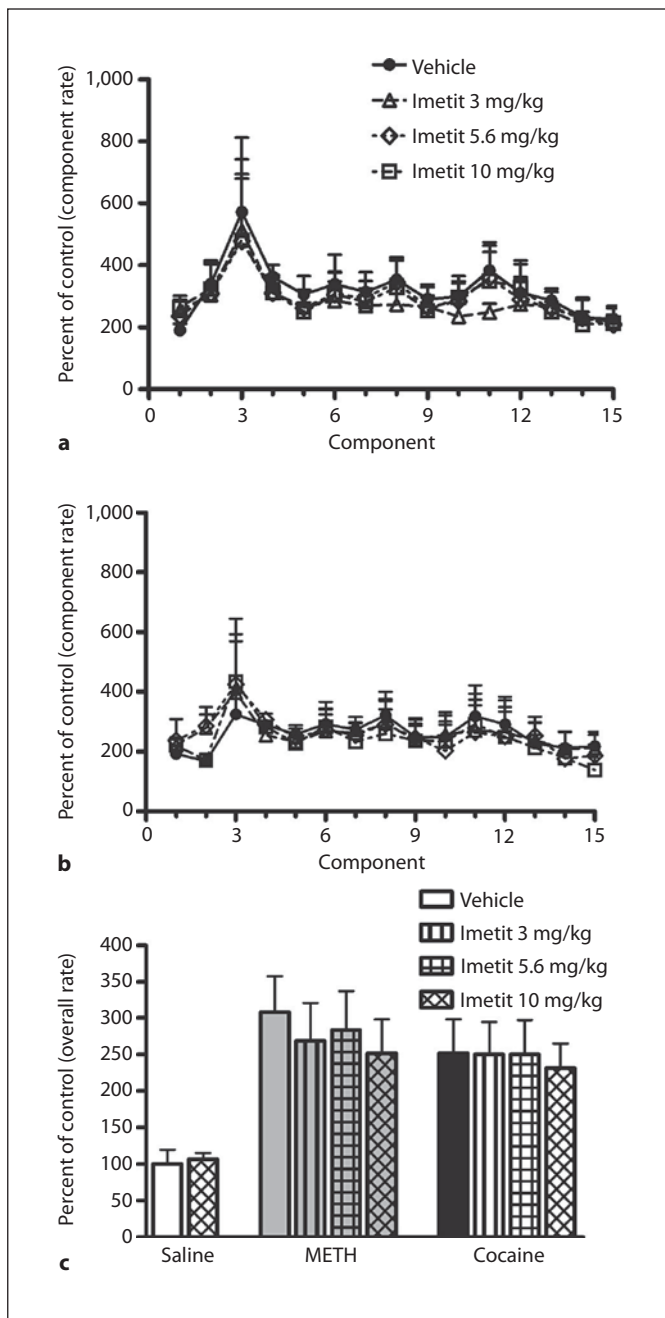 1,000
800
600
400
200
0
Percent of control (component rate)
Vehicle
Imetit 3 mg/kg
Imetit 5.6 mg/kg
Imetit 10 mg/kg
0 3 6 9 12 15
Component
a
1,000
800
600
400
200
0
Percent of control (component rate)
0 3 6 9 12 15
Component
b
Vehicle
Imetit 3 mg/kg
Imetit 5.6 mg/kg
Imetit 10 mg/kg
400
350
300
250
200
150
100
50
0
Percent of control (overall rate)
Saline METH Cocaine
c